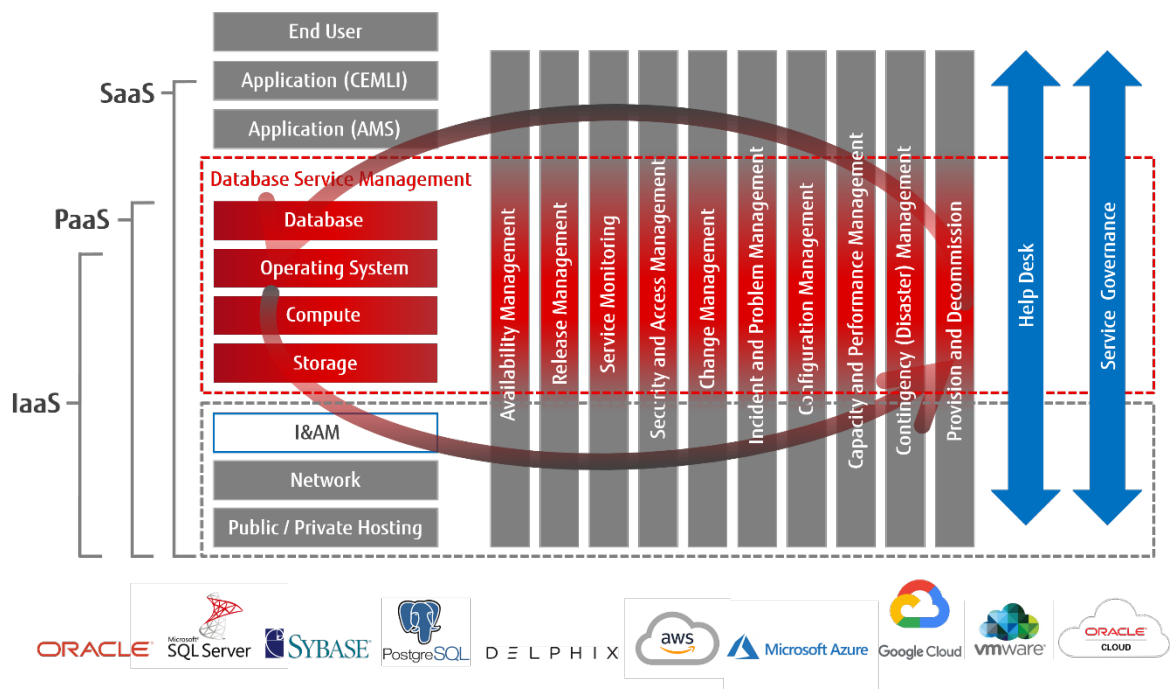 End User
SaaS
Application (CEMLI)
Application (AMS)
Database Service Management
PaaS
Database
Operating System
Compute
Storage
IaaS
I&AM
Network
Public / Private Hosting
Availability Management
Release Management
Service Monitoring
Security and Access Management
Change Management
Incident and Problem Management
Configuration Management
Capacity and Performance Management
Contingency (Disaster) Management
Provision and Decommission
Help Desk
Service Governance
ORACLE
Microsoft
SQL Server
SYBASE
PostgreSQL
DELPHIX
aws
Microsoft Azure
Google Cloud
vmware
ORACLE
CLOUD